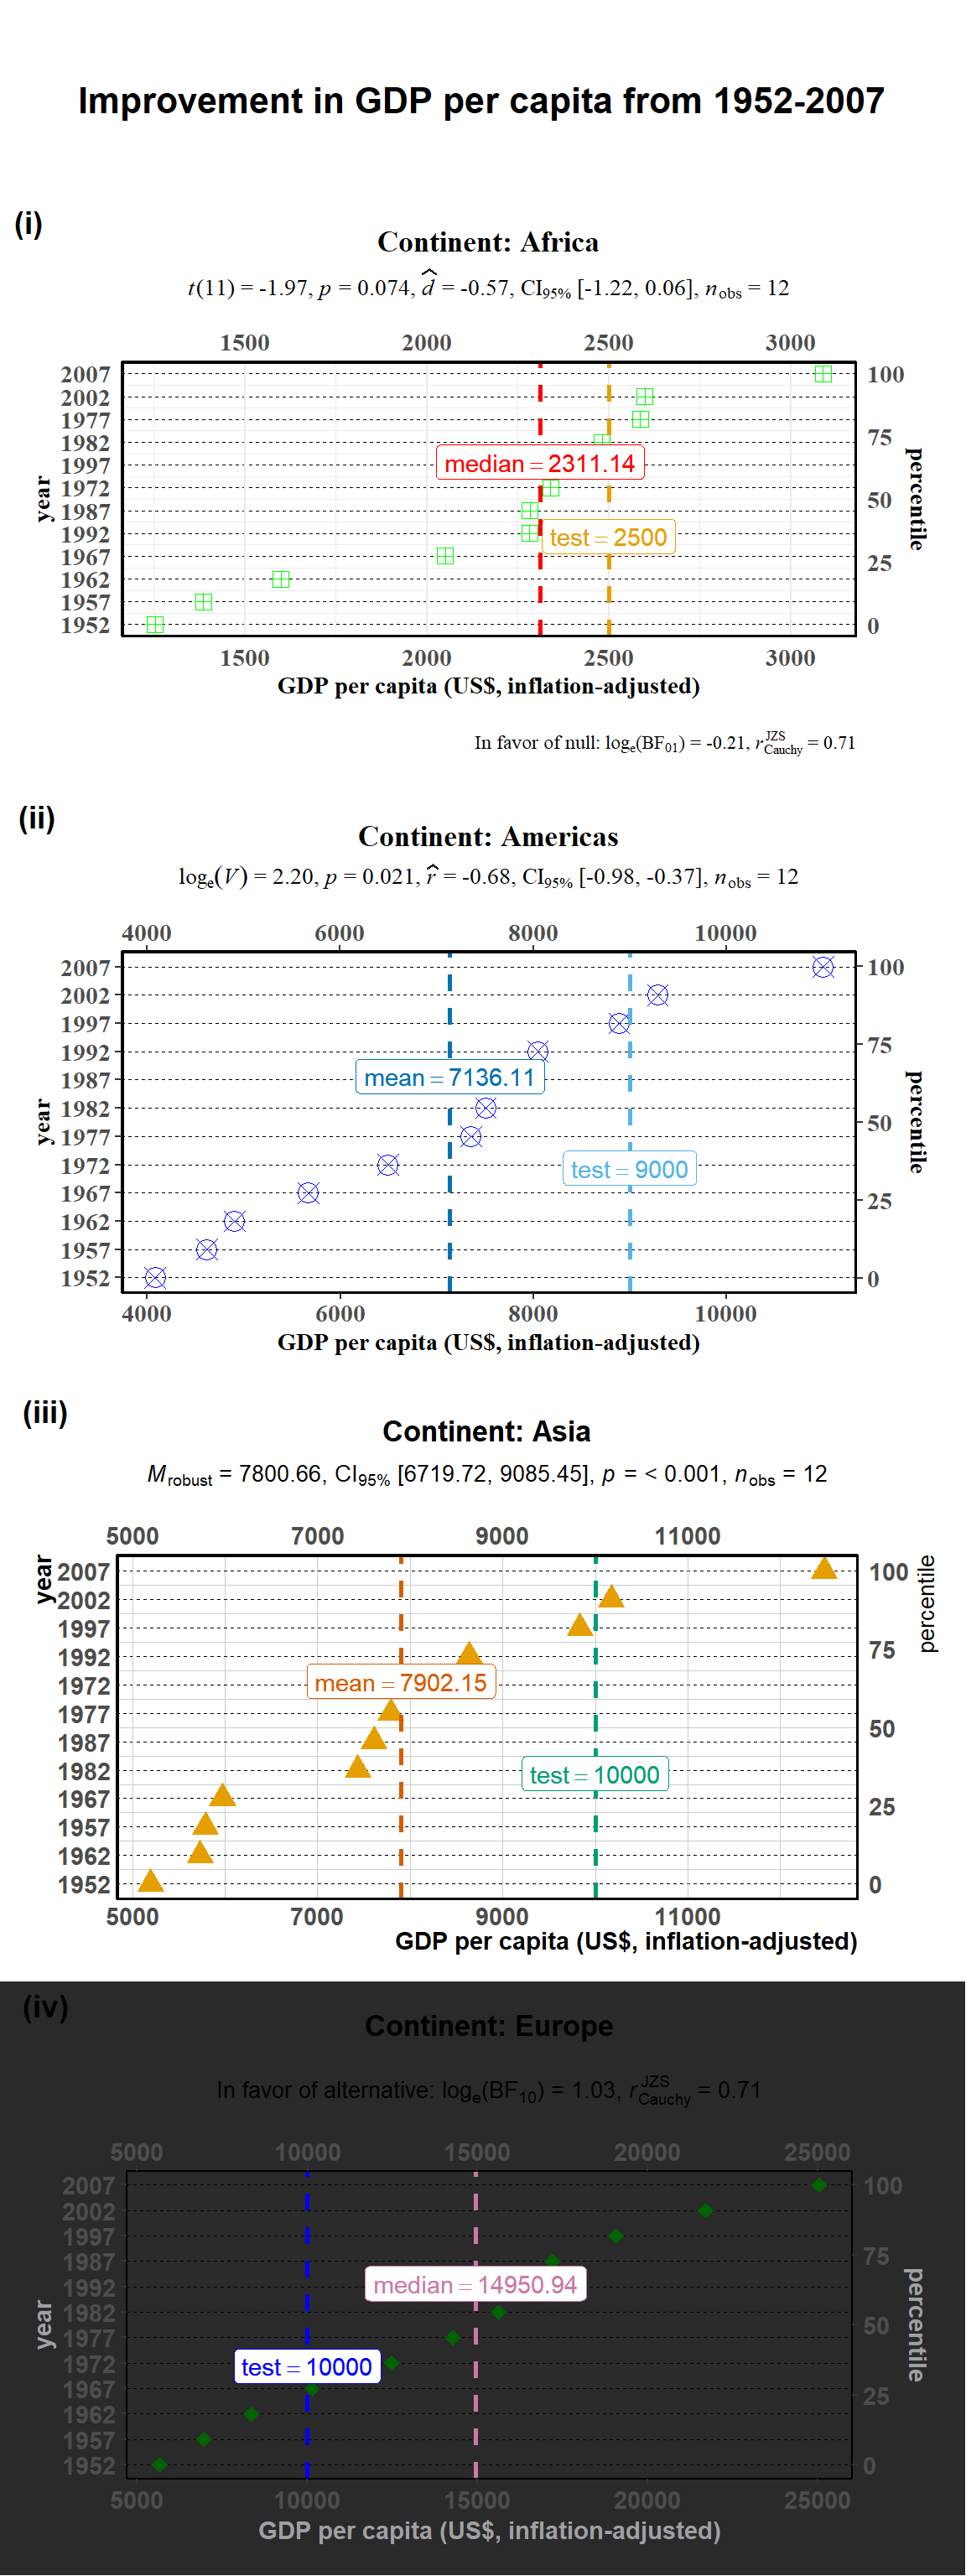 Improvement in GDP per capita from 1952-2007
(i)
Continent: Africa
t(11) = -1.97, p = 0.074, d̂ = -0.57, CI95% [-1.22, 0.06], nobs = 12
1500 2000 2500 3000
2007 100
2002
1977
1982 75
1997
median = 2311.14
1972
year
percentile
1987 50
1992
test = 2500
1967 25
1962
1957
1952 0
1500 2000 2500 3000
GDP per capita (US$, inflation-adjusted)
In favor of null: loge(BF01) = -0.21, rJZSCauchy = 0.71
(ii)
Continent: Americas
loge(V) = 2.20, p = 0.021, r̂ = -0.68, CI95% [-0.98, -0.37], nobs = 12
4000 6000 8000 10000
2007 100
2002
1997
1992 75
1987
mean = 7136.11
1982
year
percentile
1977 50
1972
test = 9000
1967 25
1962
1957
1952 0
4000 6000 8000 10000
GDP per capita (US$, inflation-adjusted)
(iii)
Continent: Asia
Mrobust = 7800.66, CI95% [6719.72, 9085.45], p = < 0.001, nobs = 12
5000 7000 9000 11000
year
percentile
2007 100
2002
1997
1992 75
1972
mean = 7902.15
1977 50
1987
1982
test = 10000
1967 25
1957
1962
1952 0
5000 7000 9000 11000
GDP per capita (US$, inflation-adjusted)
(iv)
Continent: Europe
In favor of alternative: loge(BF10) = 1.03, rJZSCauchy = 0.71
5000 10000 15000 20000 25000
2007 100
2002
1997
1987 75
1992
median = 14950.94
1982 50
year
percentile
1977
1972
test = 10000
1967 25
1962
1957
1952 0
5000 10000 15000 20000 25000
GDP per capita (US$, inflation-adjusted)